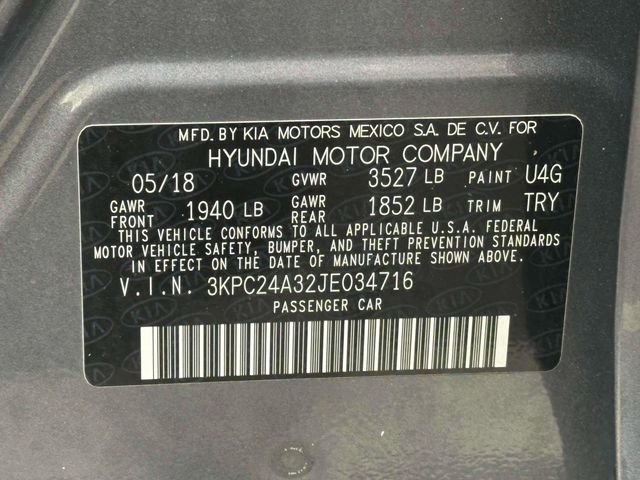 MFD. BY KIA MOTORS MEXICO S.A. DE C.V. FOR
HYUNDAI MOTOR COMPANY
05/18 GVWR 3527 LB PAINT U4G
GAWR FRONT 1940 LB GAWR REAR 1852 LB TRIM TRY
THIS VEHICLE CONFORMS TO ALL APPLICABLE U.S.A. FEDERAL
MOTOR VEHICLE SAFETY, BUMPER, AND THEFT PREVENTION STANDARDS
IN EFFECT ON THE DATE OF MANUFACTURE SHOWN ABOVE.
V.I.N. 3KPC24A32JE034716
PASSENGER CAR